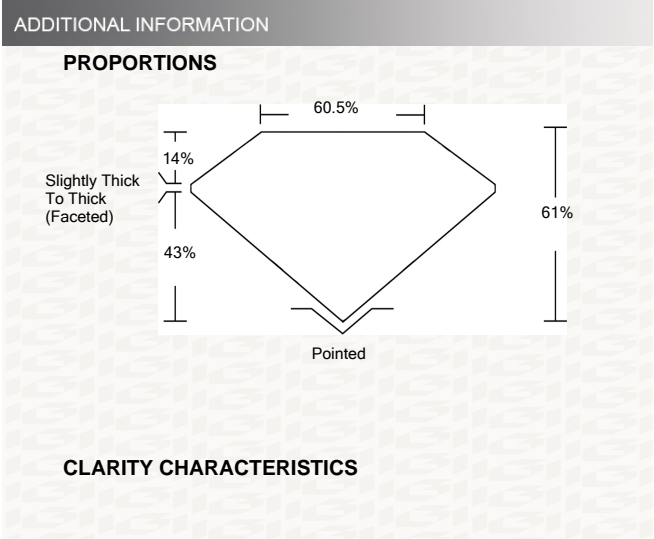 ADDITIONAL INFORMATION
PROPORTIONS
60.5%
14%
Slightly Thick
To Thick
(Faceted)
61%
43%
Pointed
CLARITY CHARACTERISTICS